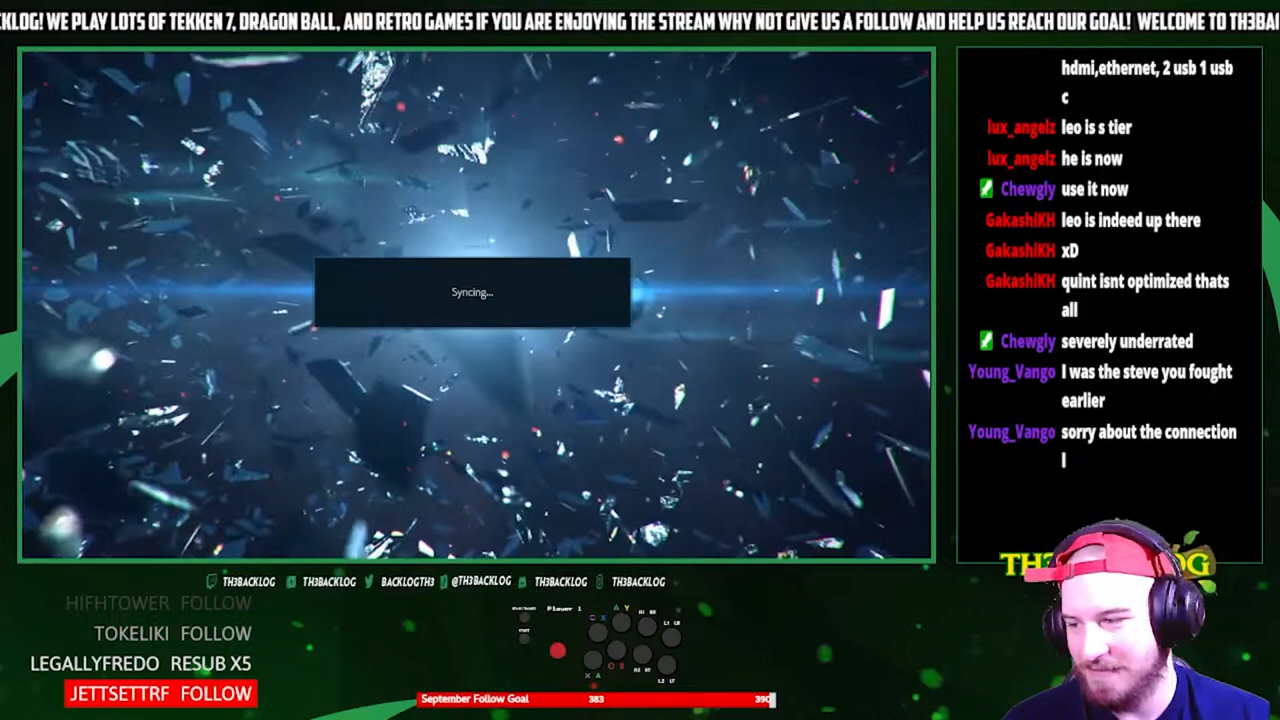 KLOG! WE PLAY LOTS OF TEKKEN 7, DRAGON BALL, AND RETRO GAMES IF YOU ARE ENJOYING THE STREAM WHY NOT GIVE US A FOLLOW AND HELP US REACH OUR GOAL! WELCOME TO TH3BA
hdmi,ethernet, 2 usb 1 usb
c
lux_angelz leo is s tier
lux_angelz he is now
Chewgly use it now
GakashiKH leo is indeed up there
GakashiKH xD
GakashiKH quint isnt optimized thats
all
Chewgly severely underrated
Young_Vango I was the steve you fought
earlier
Young_Vango sorry about the connection
I
Syncing...
TH3BACKLOG TH3BACKLOG BACKLOGTH3 @TH3BACKLOG TH3BACKLOG TH3BACKLOG
HIFHTOWER FOLLOW
TOKELIKI FOLLOW
LEGALLYFREDO RESUB X5
JETTSETTRF FOLLOW
Player 1
September Follow Goal 383 390